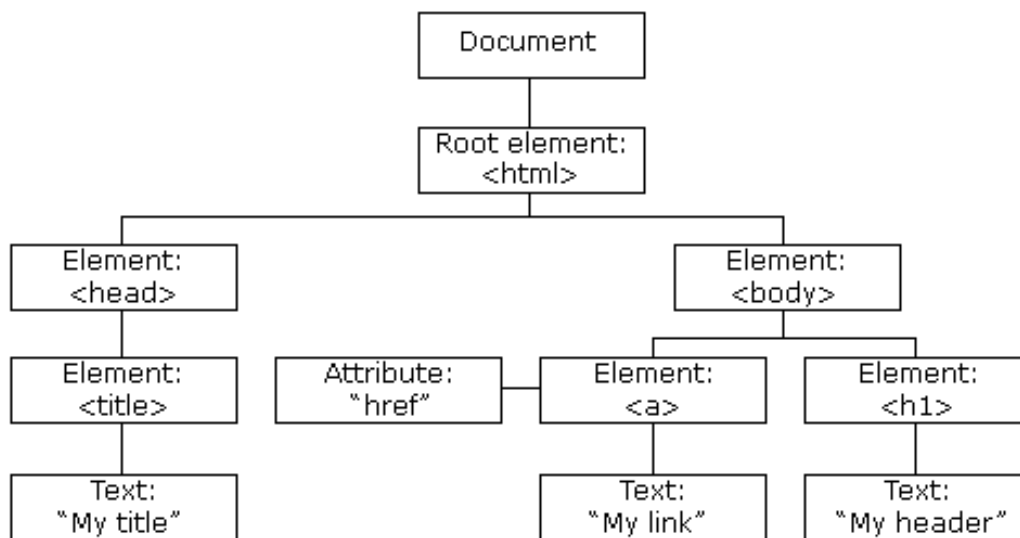 Document
Root element:
<html>
Element:
<head>
Element:
<body>
Element:
<title>
Attribute:
“href”
Element:
<a>
Element:
<h1>
Text:
“My title”
Text:
“My link”
Text:
“My header”